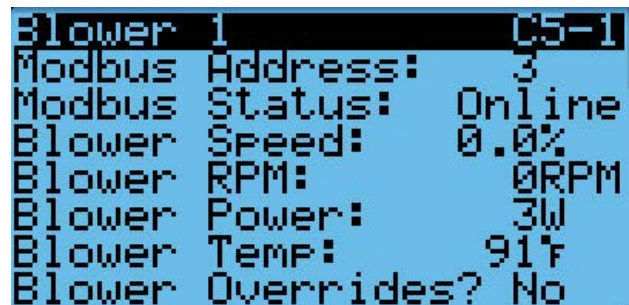 Blower 1 C5-1
Modbus Address: 3
Modbus Status: Online
Blower Speed: 0.0%
Blower RPM: 0RPM
Blower Power: 3W
Blower Temp: 91°F
Blower Overrides? No